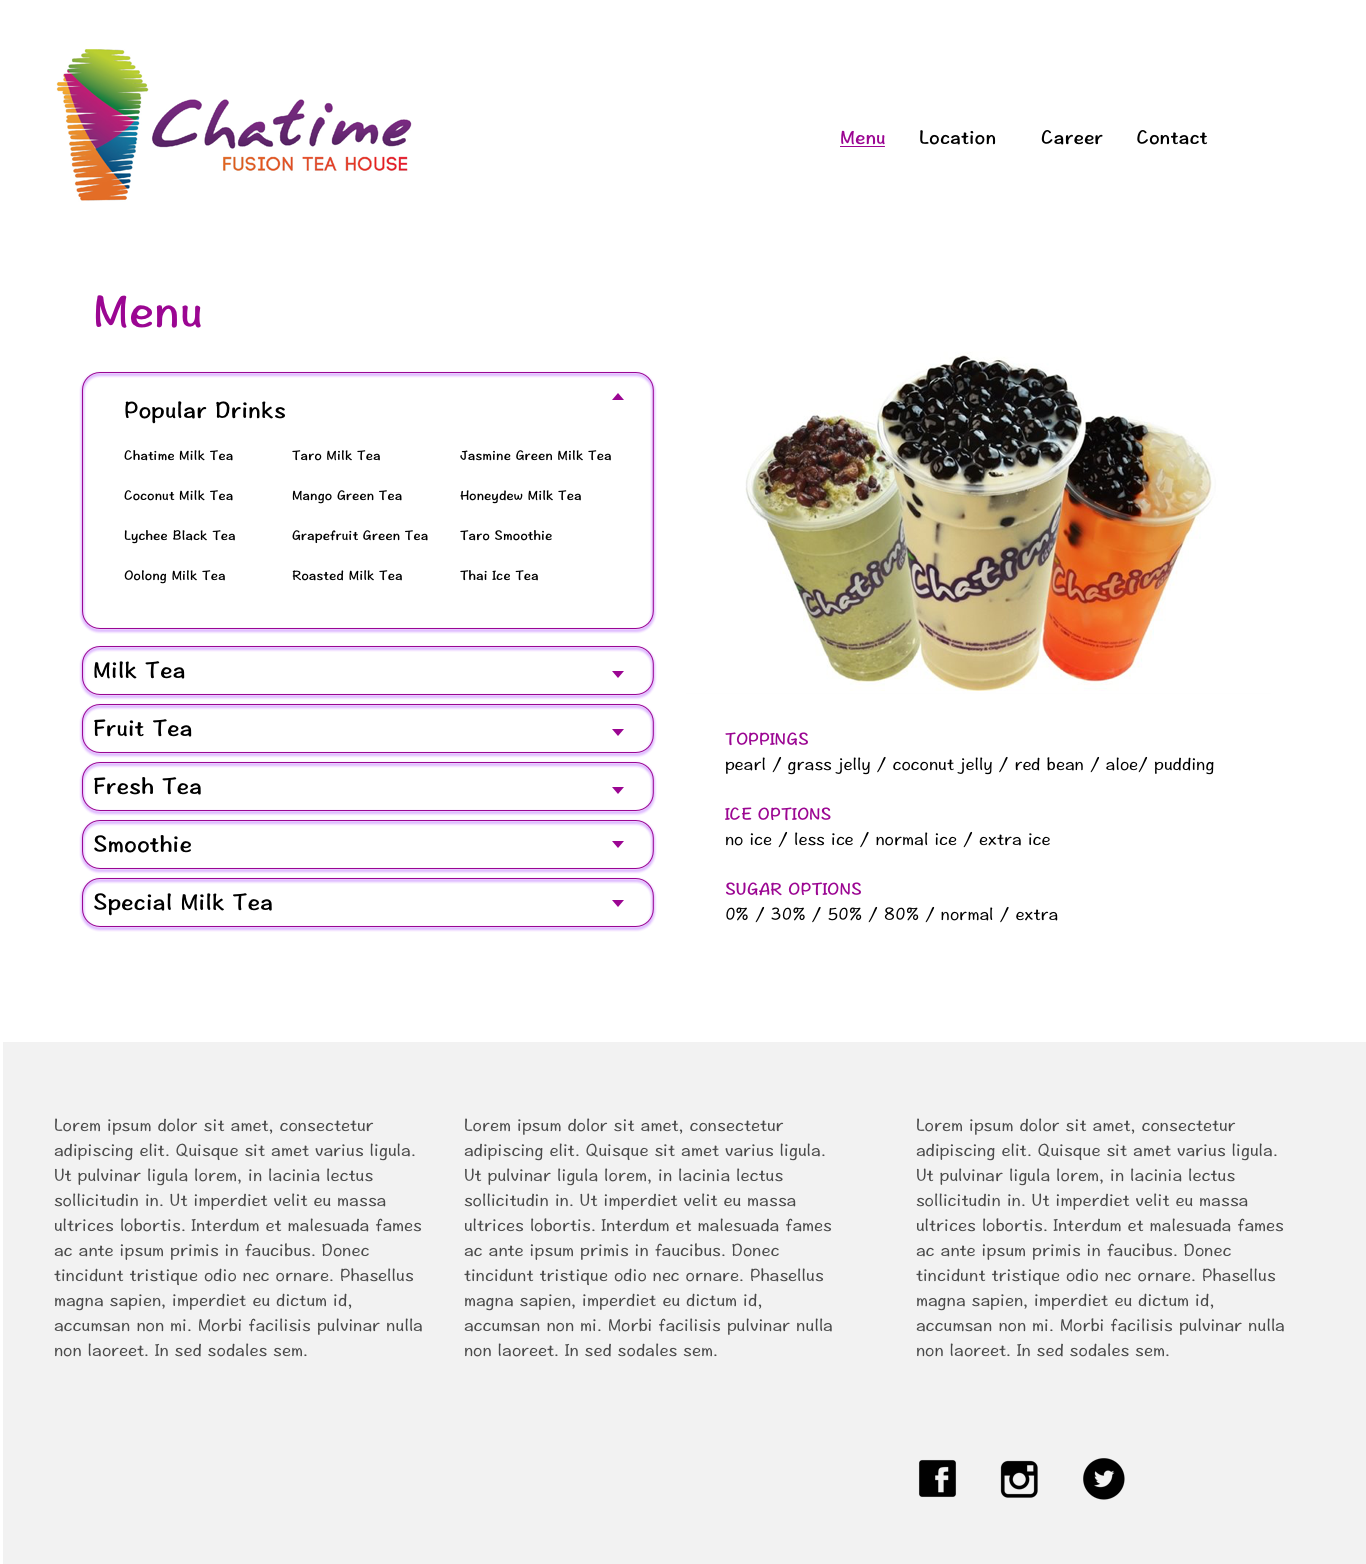 Chatime
FUSION TEA HOUSE
Menu Location Career Contact
Menu
Popular Drinks
Chatime Milk Tea Taro Milk Tea Jasmine Green Milk Tea
Coconut Milk Tea Mango Green Tea Honeydew Milk Tea
Lychee Black Tea Grapefruit Green Tea Taro Smoothie
Oolong Milk Tea Roasted Milk Tea Thai Ice Tea
Milk Tea
Fruit Tea
Fresh Tea
Smoothie
Special Milk Tea
Chatime
Chatime
Chatime
TOPPINGS
pearl / grass jelly / coconut jelly / red bean / aloe/ pudding
ICE OPTIONS
no ice / less ice / normal ice / extra ice
SUGAR OPTIONS
0% / 30% / 50% / 80% / normal / extra
Lorem ipsum dolor sit amet, consectetur
adipiscing elit. Quisque sit amet varius ligula.
Ut pulvinar ligula lorem, in lacinia lectus
sollicitudin in. Ut imperdiet velit eu massa
ultrices lobortis. Interdum et malesuada fames
ac ante ipsum primis in faucibus. Donec
tincidunt tristique odio nec ornare. Phasellus
magna sapien, imperdiet eu dictum id,
accumsan non mi. Morbi facilisis pulvinar nulla
non laoreet. In sed sodales sem.
Lorem ipsum dolor sit amet, consectetur
adipiscing elit. Quisque sit amet varius ligula.
Ut pulvinar ligula lorem, in lacinia lectus
sollicitudin in. Ut imperdiet velit eu massa
ultrices lobortis. Interdum et malesuada fames
ac ante ipsum primis in faucibus. Donec
tincidunt tristique odio nec ornare. Phasellus
magna sapien, imperdiet eu dictum id,
accumsan non mi. Morbi facilisis pulvinar nulla
non laoreet. In sed sodales sem.
Lorem ipsum dolor sit amet, consectetur
adipiscing elit. Quisque sit amet varius ligula.
Ut pulvinar ligula lorem, in lacinia lectus
sollicitudin in. Ut imperdiet velit eu massa
ultrices lobortis. Interdum et malesuada fames
ac ante ipsum primis in faucibus. Donec
tincidunt tristique odio nec ornare. Phasellus
magna sapien, imperdiet eu dictum id,
accumsan non mi. Morbi facilisis pulvinar nulla
non laoreet. In sed sodales sem.